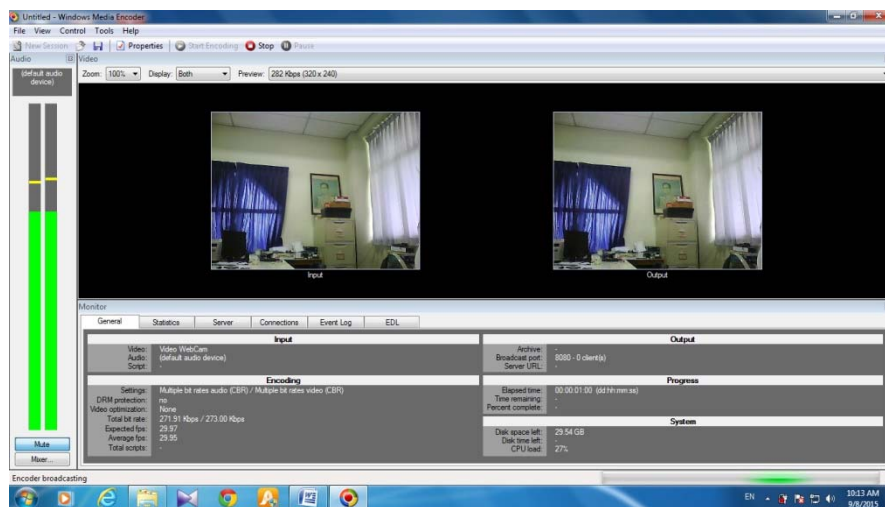 Untitled - Windows Media Encoder
File View Control Tools Help
New Session Properties Start Encoding Stop Pause
Audio
Video
(default audio device)
Zoom: 100% Display: Both Preview: 282 Kbps (320 x 240)
Input
Output
Monitor
General Statistics Server Connections Event Log EDL
Input
Video: Video WebCam
Audio: (default audio device)
Script: -
Encoding
Settings: Multiple bit rates audio (CBR) / Multiple bit rates video (CBR)
DRM protection: no
Video optimization: None
Total bit rate: 271.91 Kbps / 273.00 Kbps
Expected fps: 29.97
Average fps: 29.95
Total scripts: -
Output
Archive: -
Broadcast port: 8080 - 0 client(s)
Server URL: -
Progress
Elapsed time: 00:00:01:00 (dd:hh:mm:ss)
Time remaining: -
Percent complete: -
System
Disk space left: 29.54 GB
Disk time left: -
CPU load: 27%
Mute
Mixer...
Encoder broadcasting
EN
10:13 AM
9/8/2015